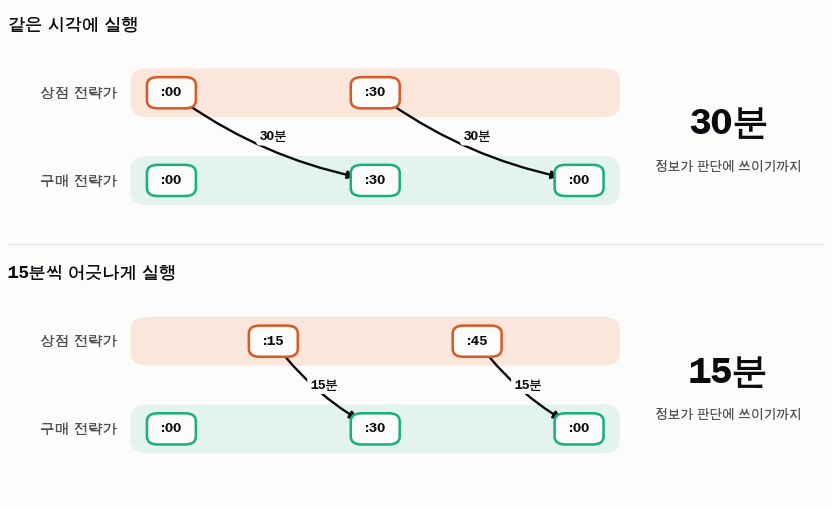 같은 시각에 실행
상점 전략가
:00
:30
30분
30분
구매 전략가
:00
:30
:00
30분
정보가 판단에 쓰이기까지
15분씩 어긋나게 실행
상점 전략가
:15
:45
15분
15분
구매 전략가
:00
:30
:00
15분
정보가 판단에 쓰이기까지